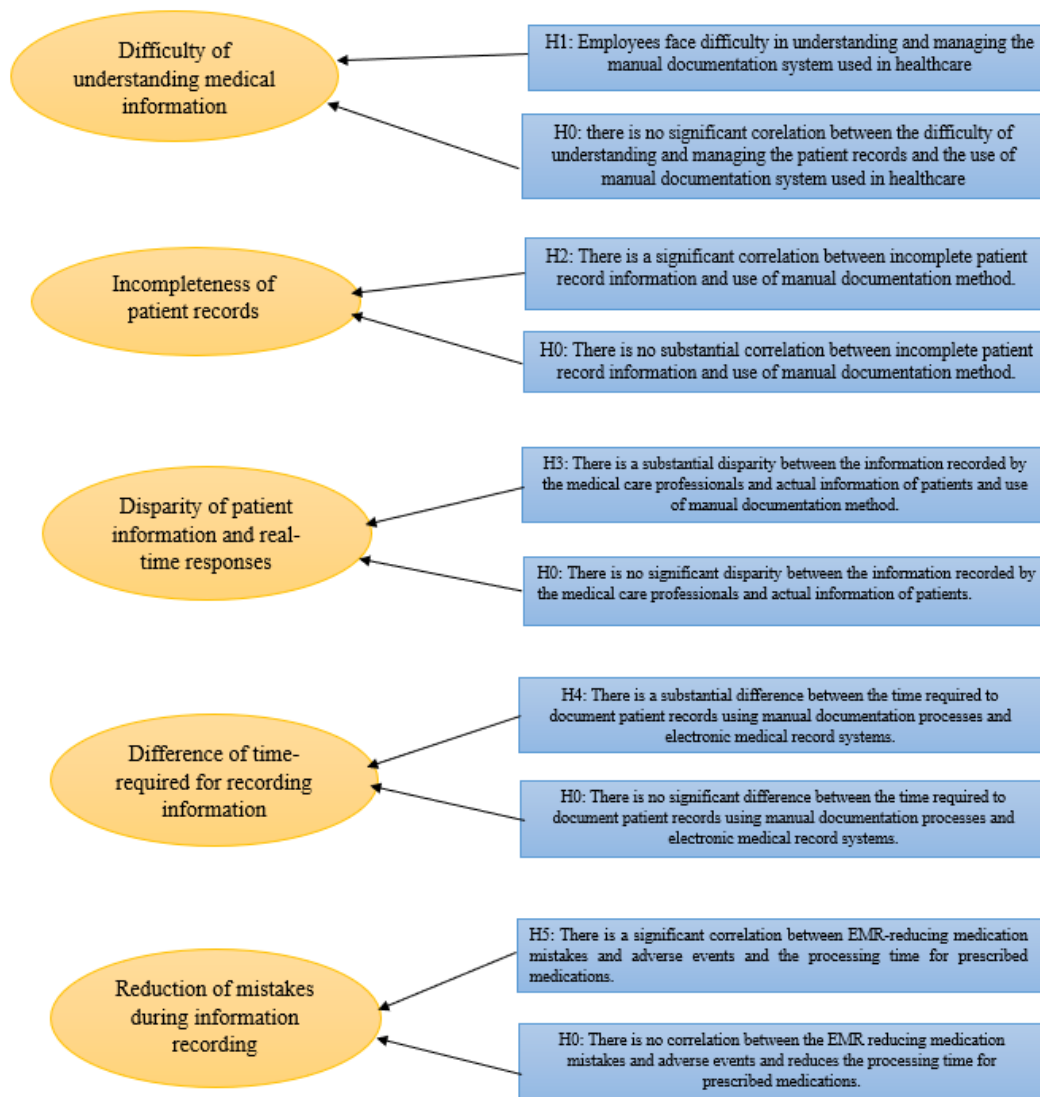 Difficulty of
understanding medical
information
H1: Employees face difficulty in understanding and managing the
manual documentation system used in healthcare
H0: there is no significant corelation between the difficulty of
understanding and managing the patient records and the use of
manual documentation system used in healthcare
Incompleteness of
patient records
H2: There is a significant correlation between incomplete patient
record information and use of manual documentation method.
H0: There is no substantial correlation between incomplete patient
record information and use of manual documentation method.
Disparity of patient
information and real-
time responses
H3: There is a substantial disparity between the information recorded by
the medical care professionals and actual information of patients and use
of manual documentation method.
H0: There is no significant disparity between the information recorded by
the medical care professionals and actual information of patients.
Difference of time-
required for recording
information
H4: There is a substantial difference between the time required to
document patient records using manual documentation processes and
electronic medical record systems.
H0: There is no significant difference between the time required to
document patient records using manual documentation processes and
electronic medical record systems.
Reduction of mistakes
during information
recording
H5: There is a significant correlation between EMR-reducing medication
mistakes and adverse events and the processing time for prescribed
medications.
H0: There is no correlation between the EMR reducing medication
mistakes and adverse events and reduces the processing time for
prescribed medications.